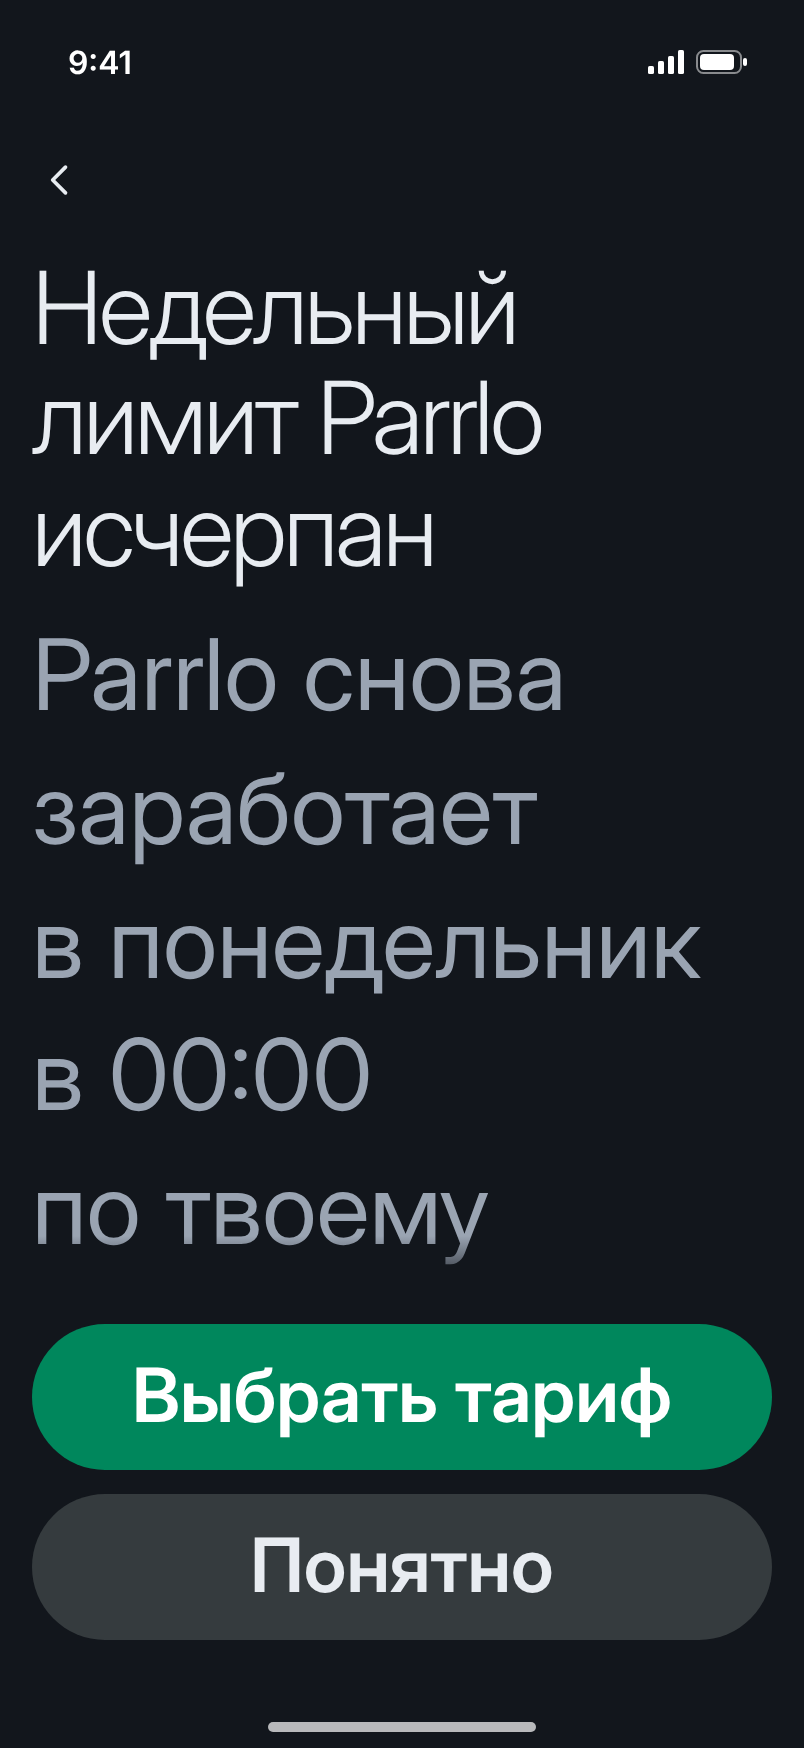 9:41
Недельный
лимит Parrlo
исчерпан
Parrlo снова
заработает
в понедельник
в 00:00
по твоему
Выбрать тариф
Понятно